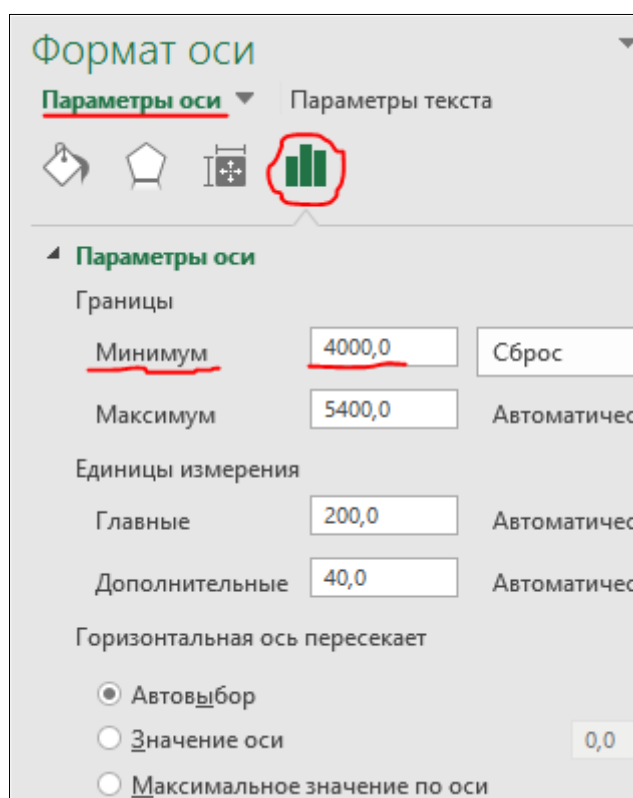 Формат оси
Параметры оси Параметры текста
Параметры оси
Границы
Минимум 4000,0 Сброс
Максимум 5400,0 Автоматичес
Единицы измерения
Главные 200,0 Автоматичес
Дополнительные 40,0 Автоматичес
Горизонтальная ось пересекает
Автовыбор
Значение оси 0,0
Максимальное значение по оси